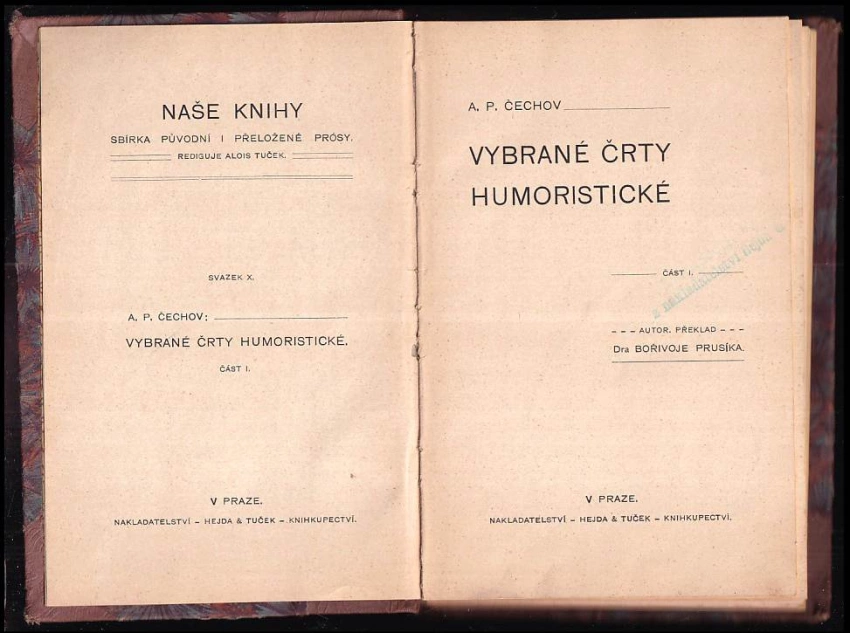 NAŠE KNIHY
SBÍRKA PŮVODNÍ I PŘELOŽENÉ PRÓSY.
REDIGUJE ALOIS TUČEK.
SVAZEK X.
A. P. ČECHOV:
VYBRANÉ ČRTY HUMORISTICKÉ.
ČÁST I.
V PRAZE.
NAKLADATELSTVÍ – HEJDA & TUČEK – KNIHKUPECTVÍ.
A. P. ČECHOV
VYBRANÉ ČRTY
HUMORISTICKÉ
ČÁST I.
AUTOR. PŘEKLAD
Dra BOŘIVOJE PRUSÍKA.
V PRAZE.
NAKLADATELSTVÍ – HEJDA & TUČEK – KNIHKUPECTVÍ.